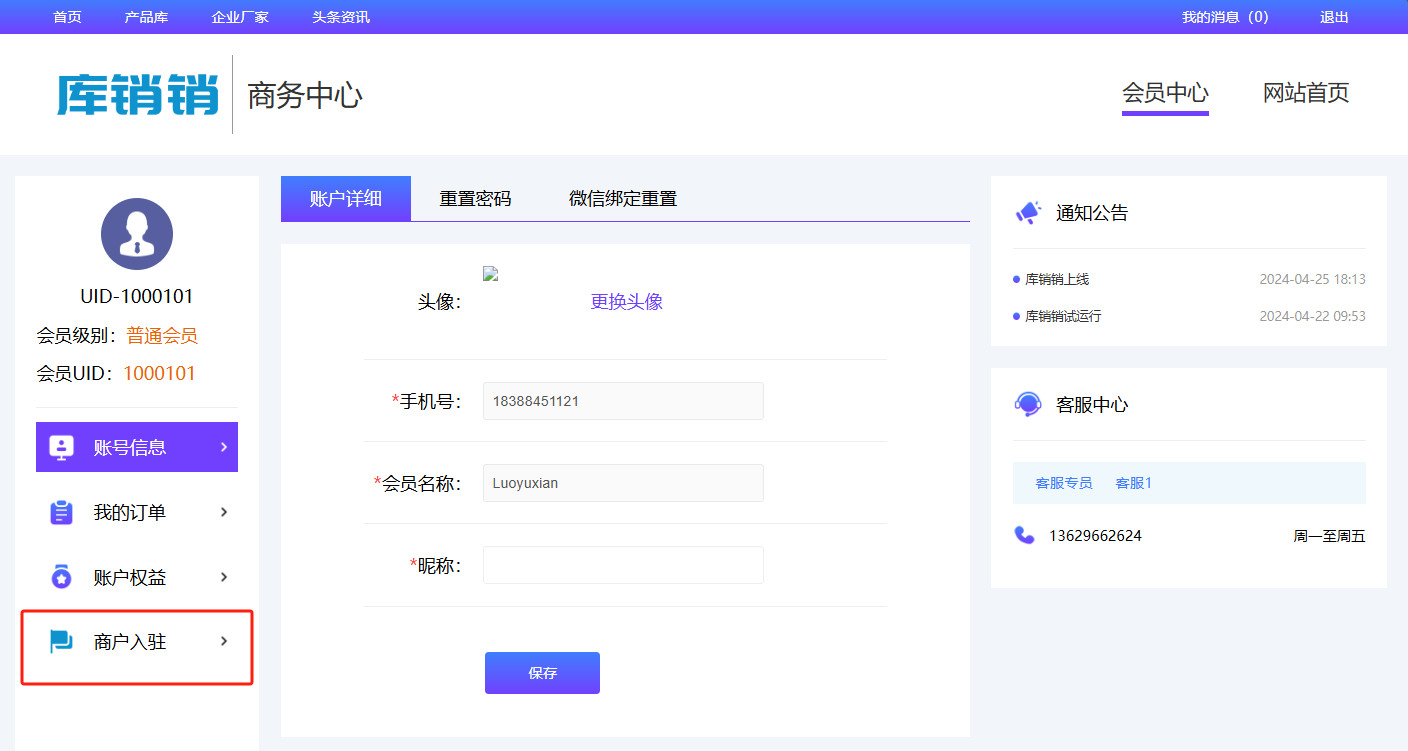 首页 产品库 企业厂家 头条资讯 我的消息（0） 退出
库销销 商务中心 会员中心 网站首页
UID-1000101
会员级别：普通会员
会员UID：1000101
账号信息
我的订单
账户权益
商户入驻
账户详细 重置密码 微信绑定重置
头像： 更换头像
*手机号： 18388451121
*会员名称： Luoyuxian
*昵称：
保存
通知公告
库销销上线 2024-04-25 18:13
库销销试运行 2024-04-22 09:53
客服中心
客服专员 客服1
13629662624 周一至周五